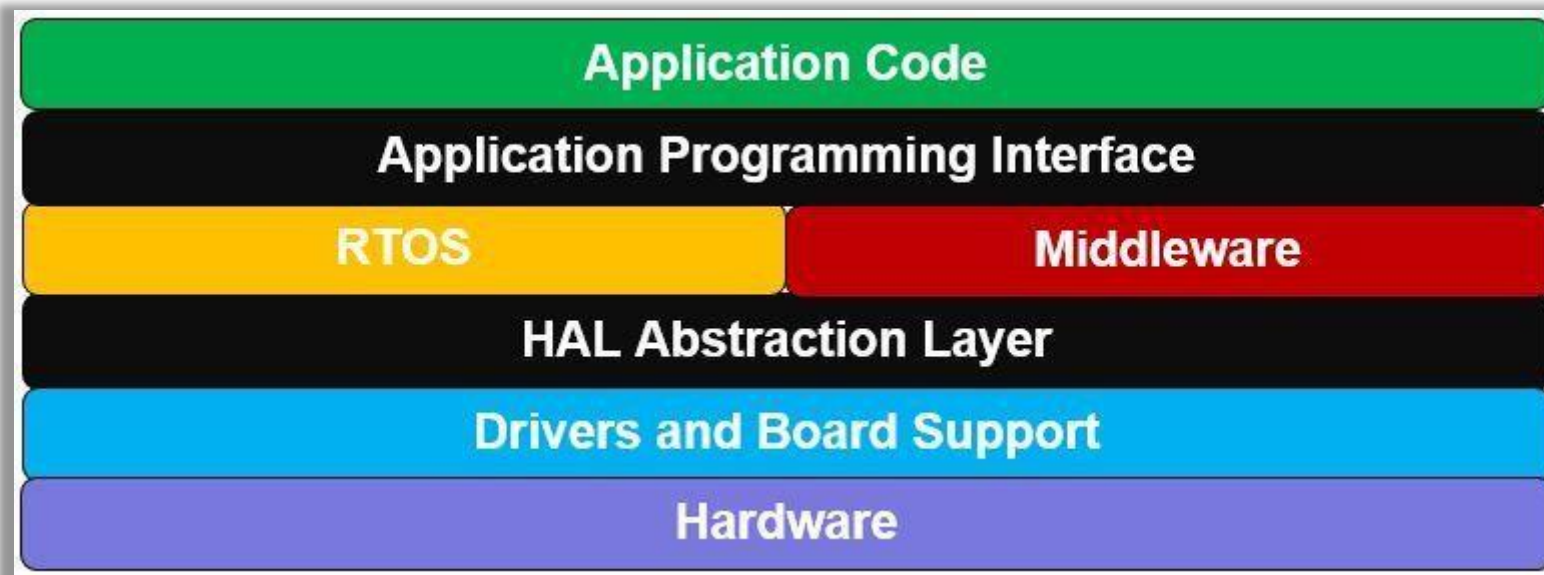 Application Code
Application Programming Interface
RTOS
Middleware
HAL Abstraction Layer
Drivers and Board Support
Hardware